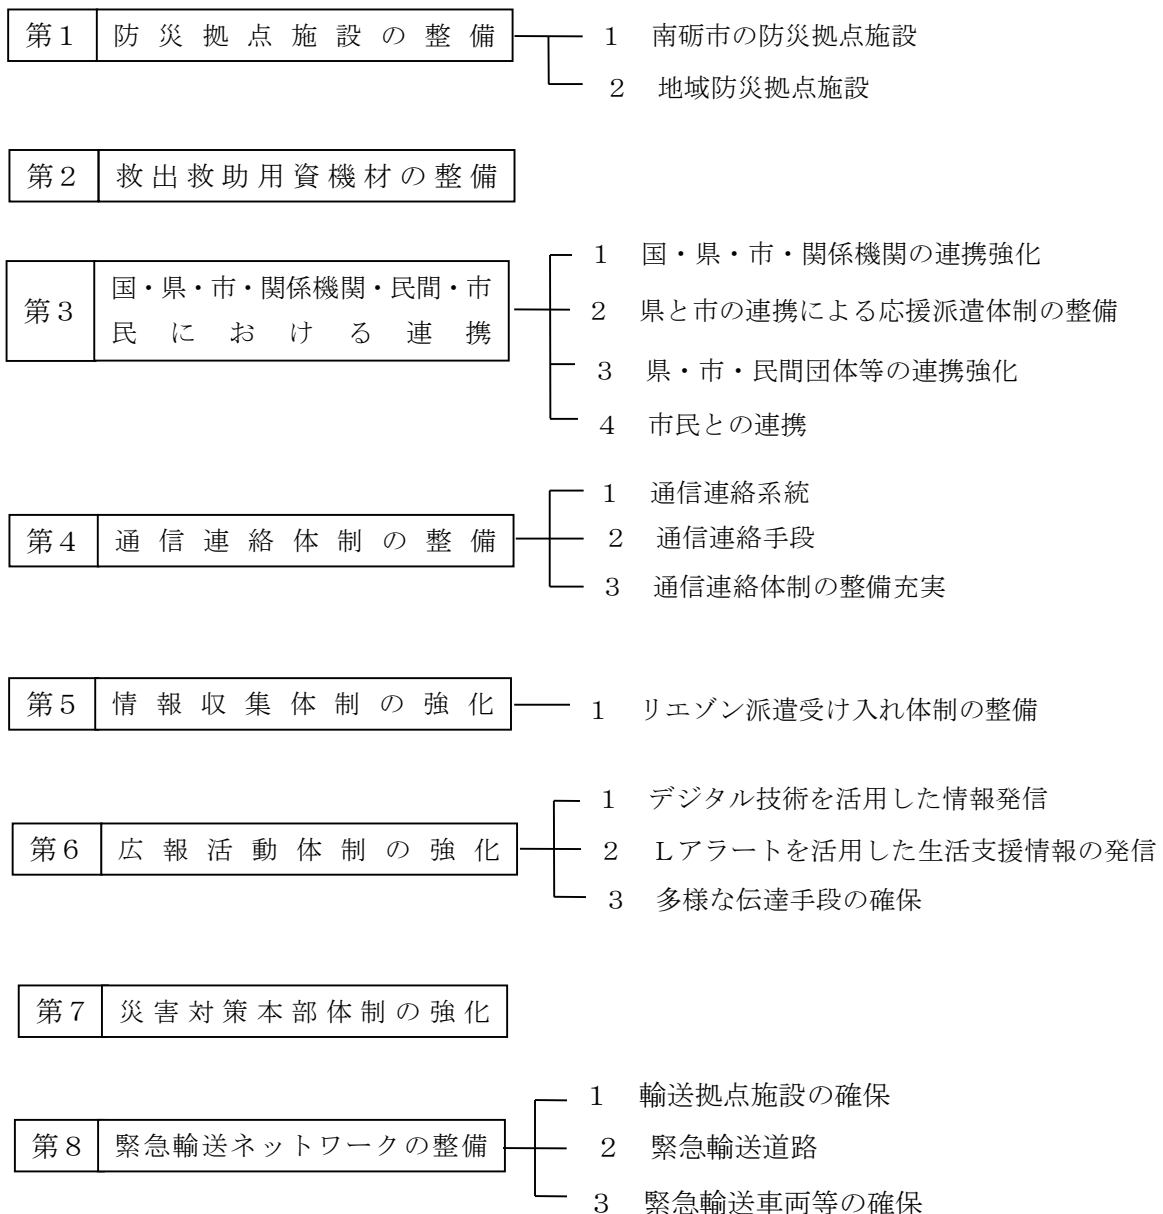 第１ 防災拠点施設の整備
１ 南砺市の防災拠点施設
２ 地域防災拠点施設
第２ 救出救助用資機材の整備
第３ 国・県・市・関係機関・民間・市
民における連携
１ 国・県・市・関係機関の連携強化
２ 県と市の連携による応援派遣体制の整備
３ 県・市・民間団体等の連携強化
４ 市民との連携
第４ 通信連絡体制の整備
１ 通信連絡系統
２ 通信連絡手段
３ 通信連絡体制の整備充実
第５ 情報収集体制の強化
１ リエゾン派遣受け入れ体制の整備
第６ 広報活動体制の強化
１ デジタル技術を活用した情報発信
２ Ｌアラートを活用した生活支援情報の発信
３ 多様な伝達手段の確保
第７ 災害対策本部体制の強化
第８ 緊急輸送ネットワークの整備
１ 輸送拠点施設の確保
２ 緊急輸送道路
３ 緊急輸送車両等の確保